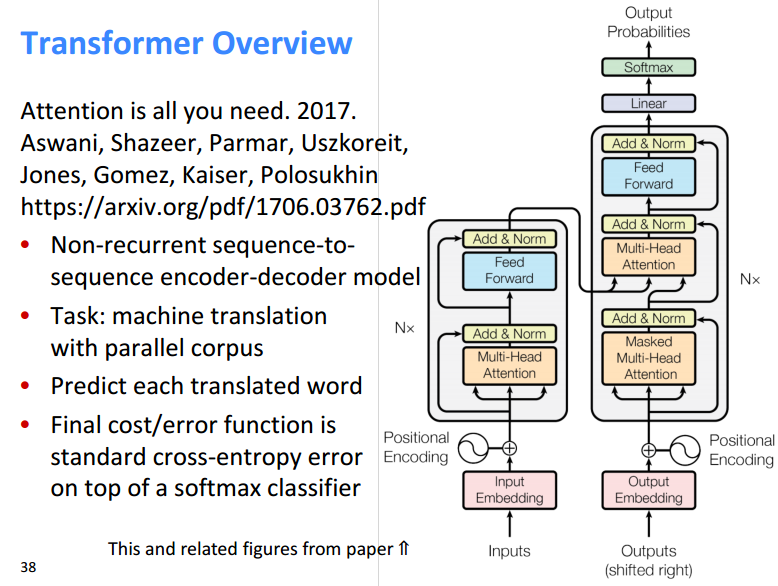 Transformer Overview
Attention is all you need. 2017.
Aswani, Shazeer, Parmar, Uszkoreit,
Jones, Gomez, Kaiser, Polosukhin
https://arxiv.org/pdf/1706.03762.pdf
• Non-recurrent sequence-to-
sequence encoder-decoder model
• Task: machine translation
with parallel corpus
• Predict each translated word
• Final cost/error function is
standard cross-entropy error
on top of a softmax classifier
This and related figures from paper ⇑
38
Output
Probabilities
Softmax
Linear
Add & Norm
Feed
Forward
Add & Norm
Multi-Head
Attention
Add & Norm
Masked
Multi-Head
Attention
N×
Positional
Encoding
Output
Embedding
Outputs
(shifted right)
Add & Norm
Feed
Forward
Add & Norm
Multi-Head
Attention
N×
Positional
Encoding
Input
Embedding
Inputs